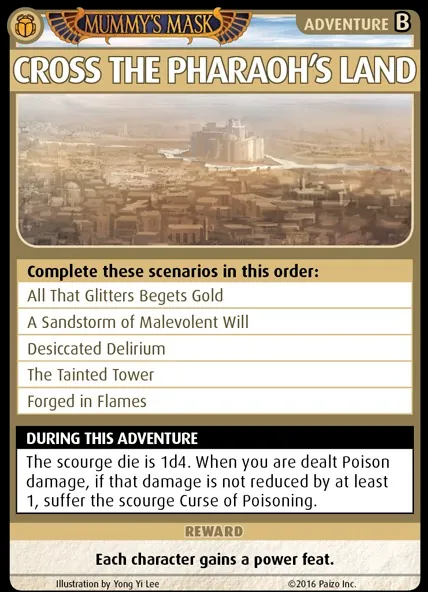 MUMMY'S MASK
ADVENTURE B
CROSS THE PHARAOH'S LAND
Complete these scenarios in this order:
All That Glitters Begets Gold
A Sandstorm of Malevolent Will
Desiccated Delirium
The Tainted Tower
Forged in Flames
DURING THIS ADVENTURE
The scourge die is 1d4. When you are dealt Poison
damage, if that damage is not reduced by at least
1, suffer the scourge Curse of Poisoning.
REWARD
Each character gains a power feat.
Illustration by Yong Yi Lee
©2016 Paizo Inc.